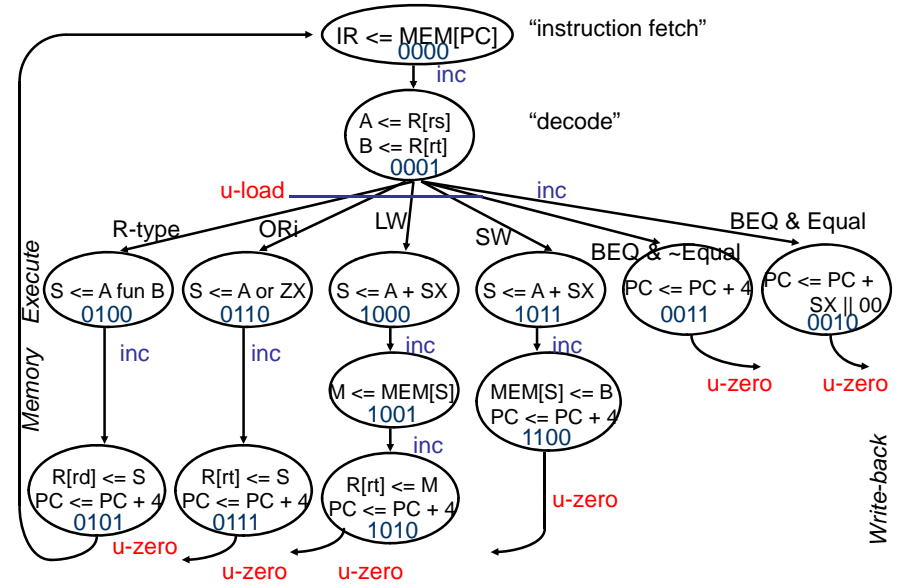 IR <= MEM[PC]
0000
"instruction fetch"
inc
A <= R[rs]
B <= R[rt]
0001
“decode”
u-load
inc
R-type
ORi
LW
SW
BEQ & ~Equal
BEQ & Equal
Execute
S <= A fun B
0100
S <= A or ZX
0110
S <= A + SX
1000
S <= A + SX
1011
PC <= PC + 4
0011
PC <= PC +
SX || 00
0010
inc
inc
inc
inc
u-zero
u-zero
Memory
M <= MEM[S]
1001
MEM[S] <= B
PC <= PC + 4
1100
inc
R[rd] <= S
PC <= PC + 4
0101
R[rt] <= S
PC <= PC + 4
0111
R[rt] <= M
PC <= PC + 4
1010
u-zero
Write-back
u-zero
u-zero
u-zero